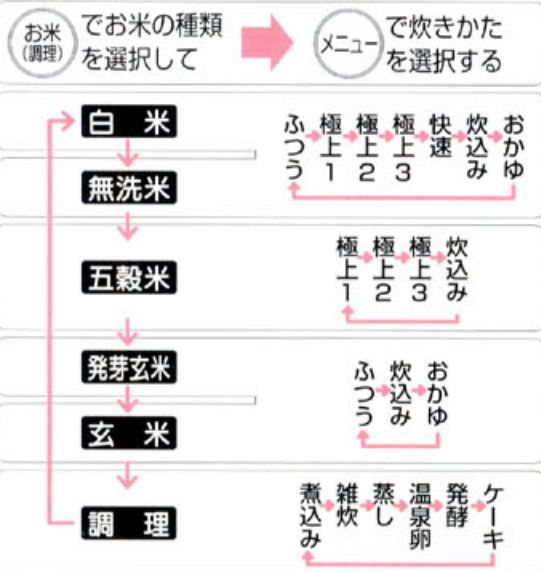 お米
(調理)
でお米の種類
を選択して
メニュー
で炊きかた
を選択する
白米
ふつう
極上1
極上2
極上3
快速
炊込み
おかゆ
無洗米
五穀米
極上1
極上2
極上3
炊込み
発芽玄米
ふつう
炊込み
おかゆ
玄米
調理
煮込み
雑炊
蒸し
温泉卵
発酵
ケーキ